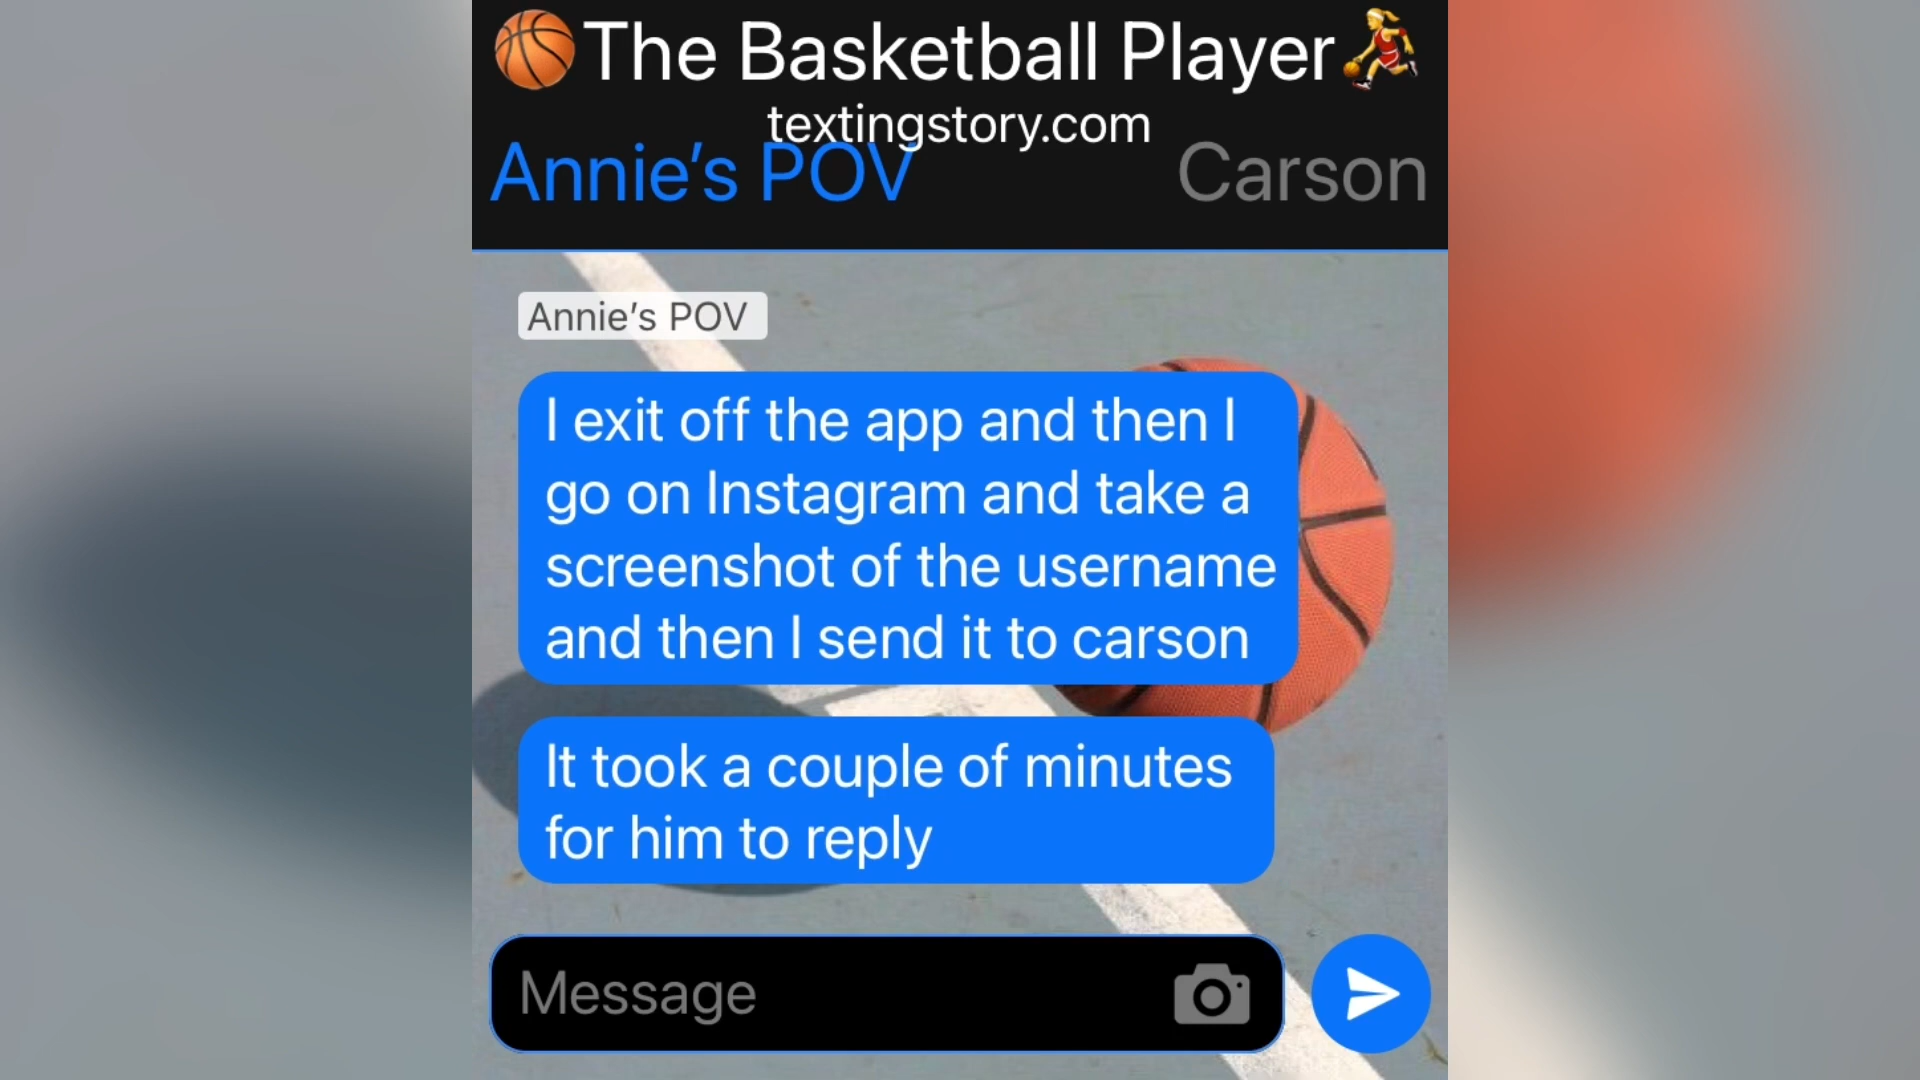 🏀The Basketball Player⛹️‍♀️
textingstory.com
Annie’s POV
Carson
Annie’s POV
I exit off the app and then I
go on Instagram and take a
screenshot of the username
and then I send it to carson
It took a couple of minutes
for him to reply
Message